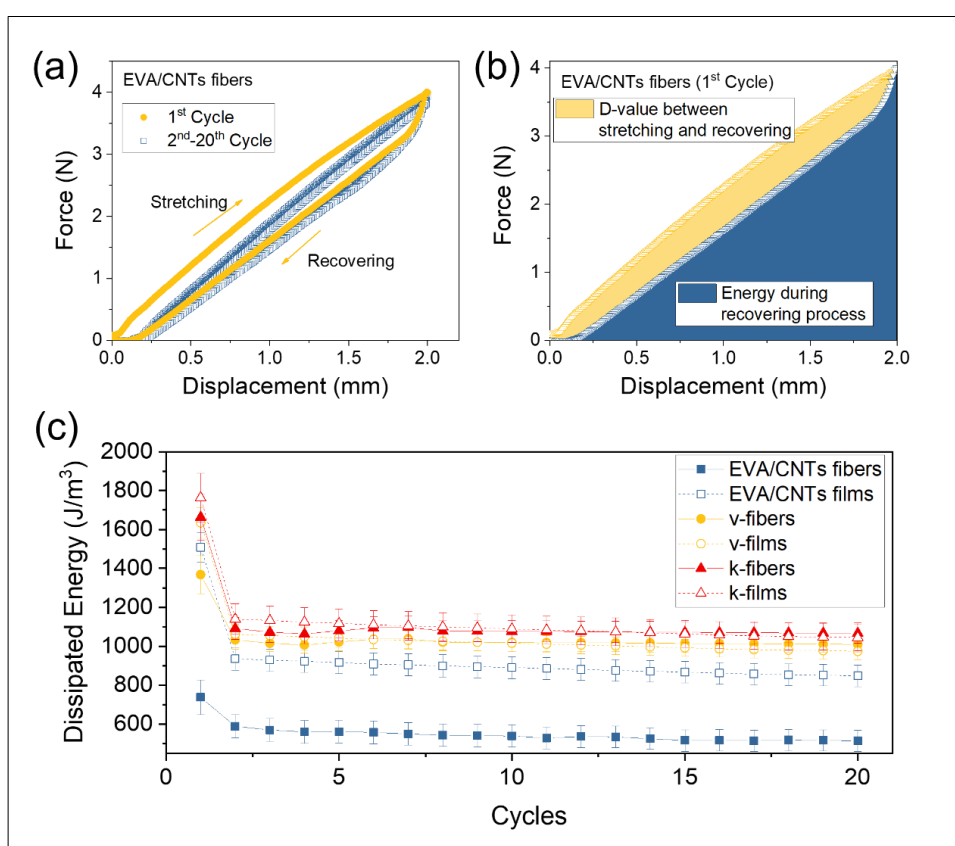 (a)
EVA/CNTs fibers
1st Cycle
2nd-20th Cycle
Stretching
Recovering
4
3
2
1
0
0.0 0.5 1.0 1.5 2.0
Force (N)
Displacement (mm)
(b)
EVA/CNTs fibers (1st Cycle)
D-value between
stretching and recovering
Energy during
recovering process
4
3
2
1
0
0.0 0.5 1.0 1.5 2.0
Force (N)
Displacement (mm)
(c)
2000
1800
1600
1400
1200
1000
800
600
0 5 10 15 20
Dissipated Energy (J/m³)
Cycles
EVA/CNTs fibers
EVA/CNTs films
v-fibers
v-films
k-fibers
k-films